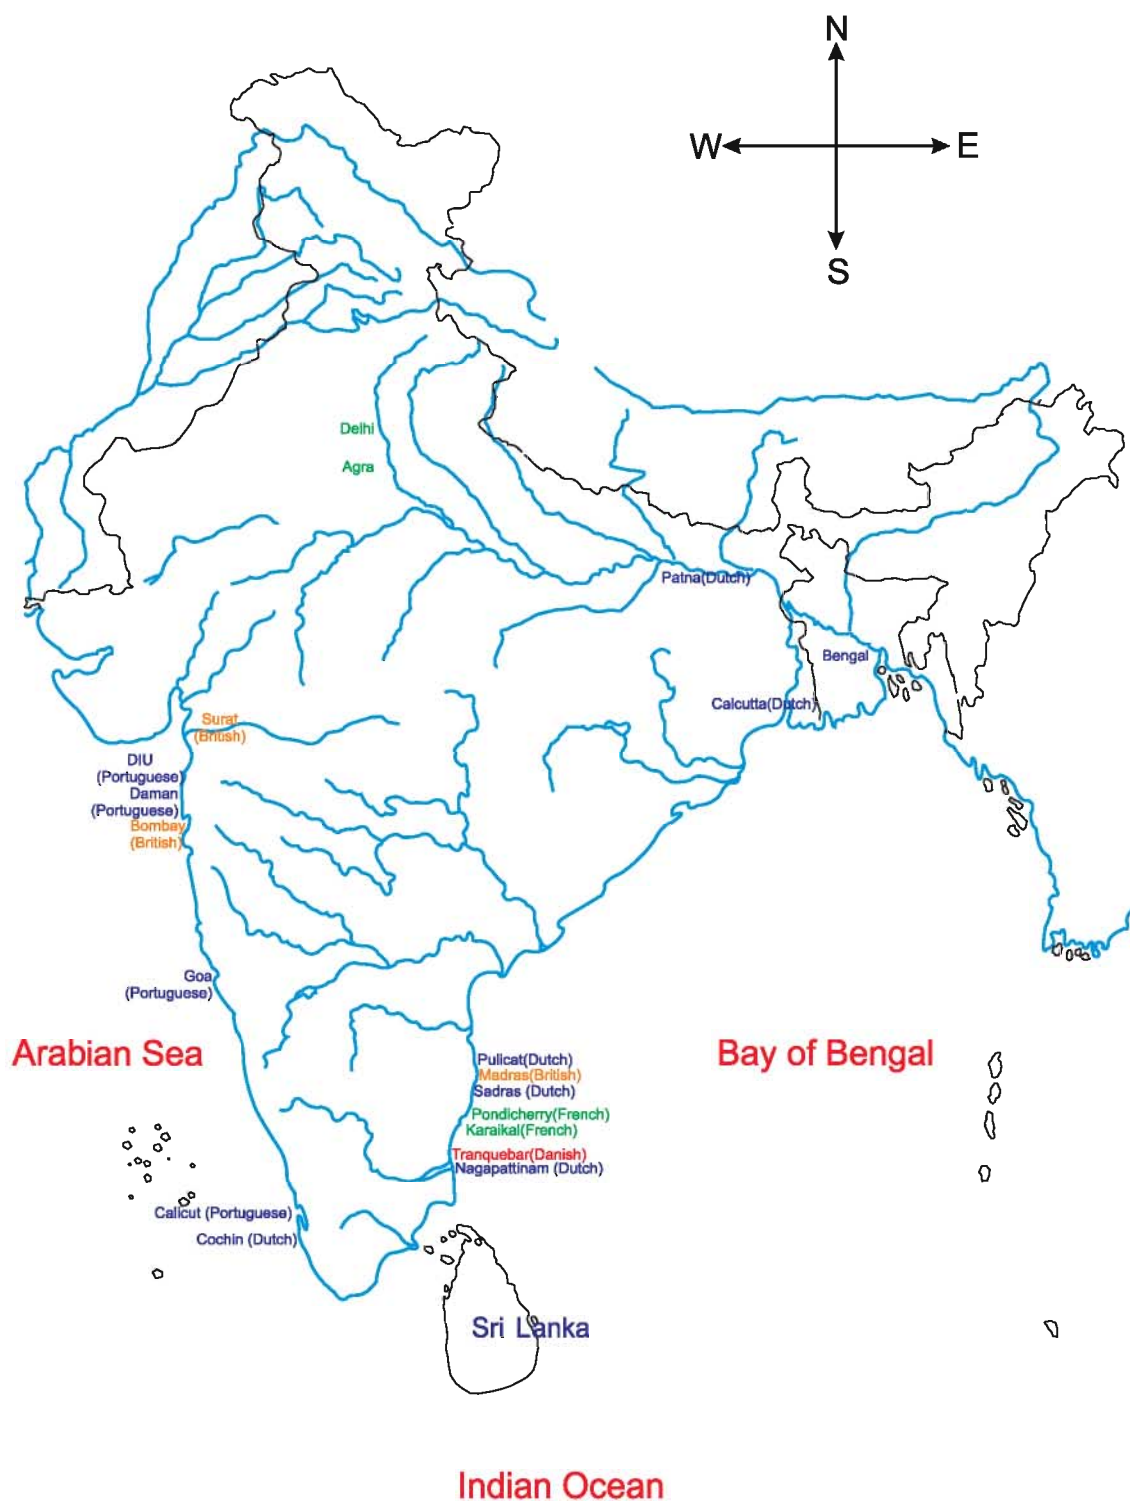 N
W E
S
Delhi
Agra
Patna(Dutch)
Bengal
Calcutta(Dutch)
Surat
(British)
DIU
(Portuguese)
Daman
(Portuguese)
Bombay
(British)
Goa
(Portuguese)
Arabian Sea
Bay of Bengal
Pulicat(Dutch)
Madras(British)
Sadras (Dutch)
Pondicherry(French)
Karaikal(French)
Tranquebar(Danish)
Nagapattinam (Dutch)
Calicut (Portuguese)
Cochin (Dutch)
Sri Lanka
Indian Ocean